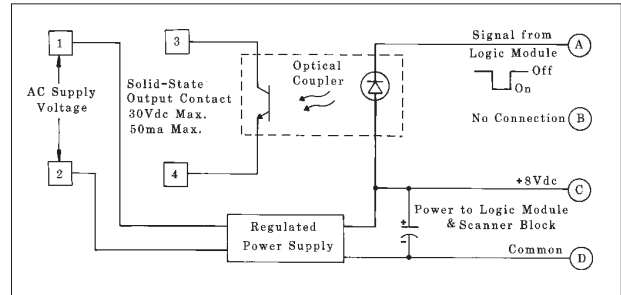 1
AC Supply
Voltage
2
3
Solid-State
Output Contact
30Vdc Max.
50ma Max.
4
Optical
Coupler
Signal from
Logic Module
A
Off
On
No Connection
B
+8Vdc
C
Power to Logic Module
& Scanner Block
+
-
Common
D
Regulated
Power Supply